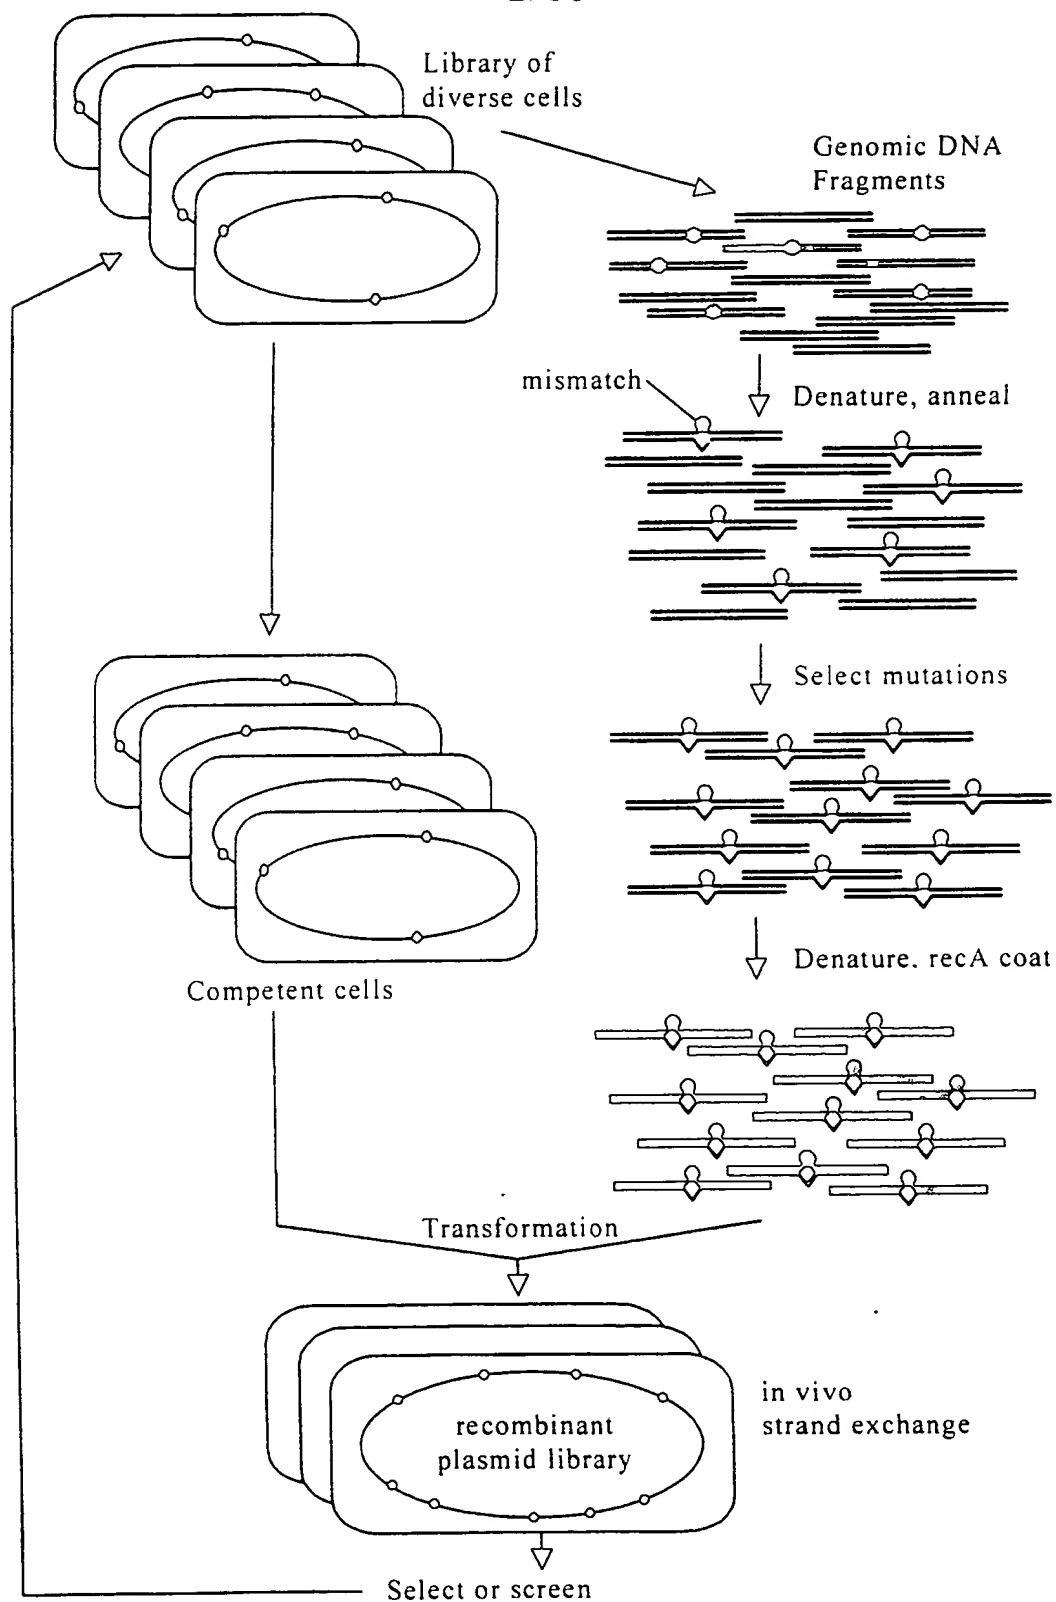 Library of
diverse cells
Genomic DNA
Fragments
mismatch
Denature, anneal
Select mutations
Denature. recA coat
Competent cells
Transformation
in vivo
strand exchange
recombinant
plasmid library
Select or screen